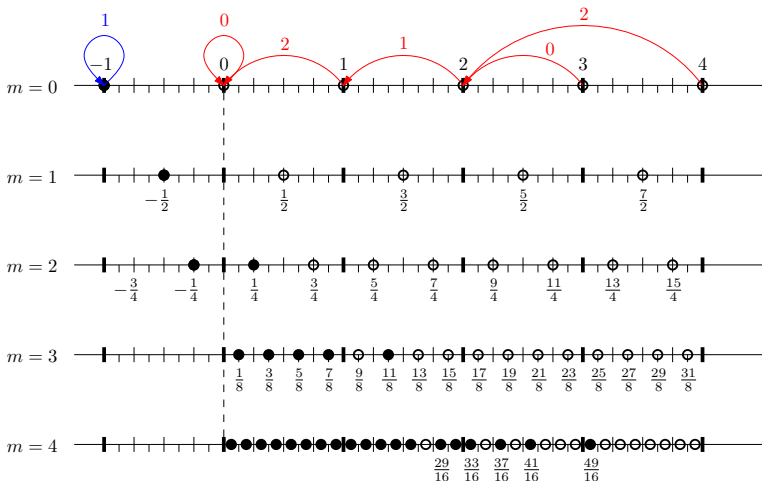 1 0 2 1 0 2
−1 0 1 2 3 4
m = 0
m = 1
−1/2 1/2 3/2 5/2 7/2
m = 2
−3/4 −1/4 1/4 3/4 5/4 7/4 9/4 11/4 13/4 15/4
m = 3
1/8 3/8 5/8 7/8 9/8 11/8 13/8 15/8 17/8 19/8 21/8 23/8 25/8 27/8 29/8 31/8
m = 4
29/16 33/16 37/16 41/16 49/16